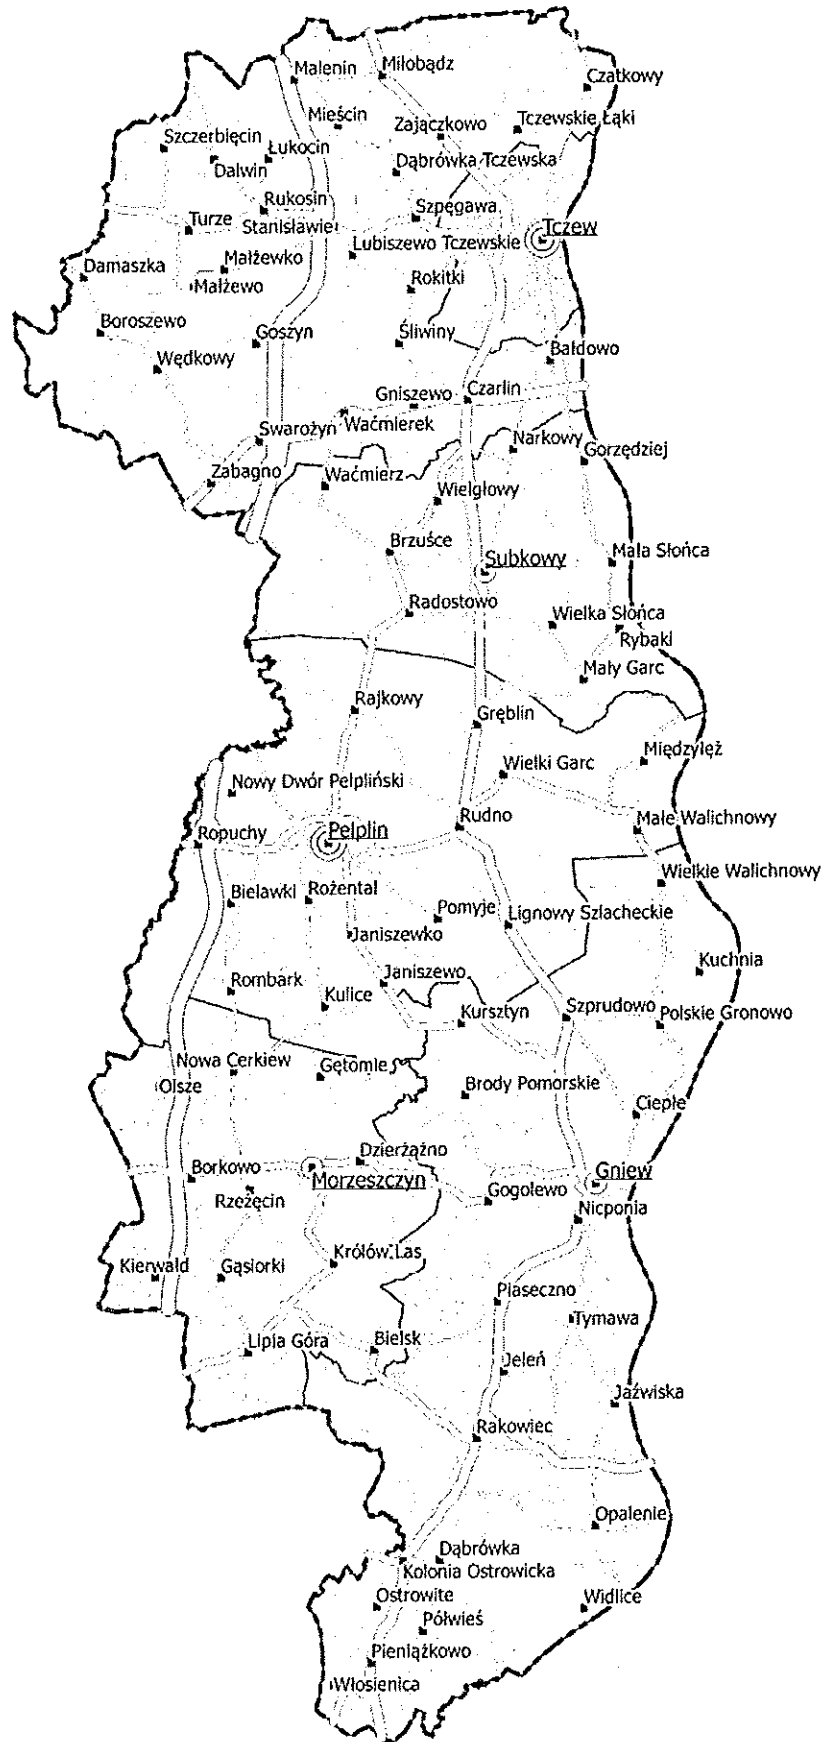 Malenin
Miłobądz
Czatkowy
Mieścin
Zajączkowo
Tczewskie Łąki
Szczerbięcin
Łukocin
Dalwin
Dąbrówka Tczewska
Rukosin
Szpęgawa
Turze
Stanisławie
Tczew
Lubiszewo Tczewskie
Małżewko
Damaszka
Małżewo
Rokitki
Boroszewo
Goszyn
Śliwiny
Wędkowy
Bałdowo
Gniszewo
Czarlin
Swarożyn
Waćmierek
Narkowy
Gorzędziej
Zabagno
Waćmierz
Wielgłowy
Brzuśce
Subkowy
Mała Słońca
Radostowo
Wielka Słońca
Rybaki
Mały Garc
Rajkowy
Gręblin
Międzyłęż
Wielki Garc
Nowy Dwór Pelpliński
Ropuchy
Pelplin
Rudno
Małe Walichnowy
Wielkie Walichnowy
Bielawki
Rożental
Pomyje
Lignowy Szlacheckie
Janiszewko
Kuchnia
Rombark
Kulice
Janiszewo
Kursztyn
Szprudowo
Polskie Gronowo
Nowa Cerkiew
Gętomie
Olsze
Brody Pomorskie
Ciepłe
Borkowo
Dzierżążno
Morzeszczyn
Gniew
Rzeżęcin
Gogolewo
Nicponia
Kierwałd
Gąsiorki
Królów Las
Piaseczno
Tymawa
Lipia Góra
Bielsk
Jeleń
Jaźwiska
Rakowiec
Opalenie
Dąbrówka
Kolonia Ostrowicka
Ostrowite
Widlice
Półwieś
Pieniążkowo
Włosienica